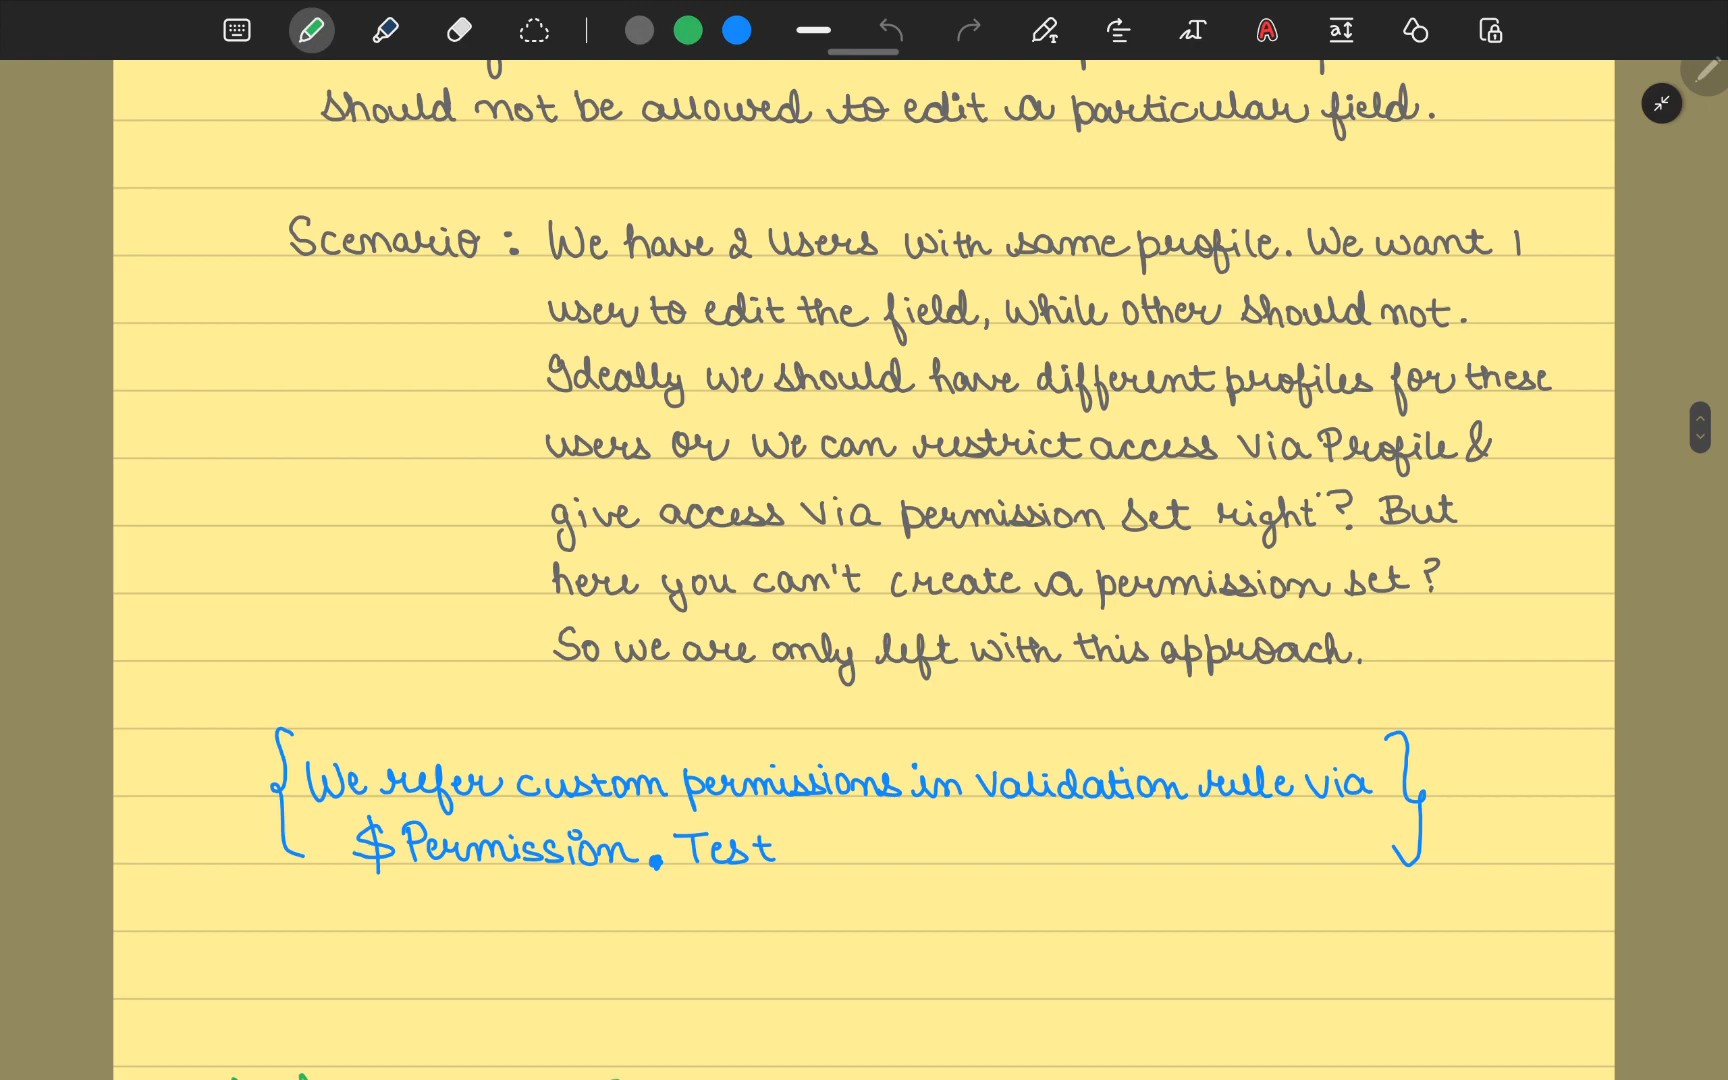 should not be allowed to edit a particular field.
Scenario : We have 2 Users with same profile. We want 1
user to edit the field, while other should not.
Ideally we should have different profiles for these
users or we can restrict access via Profile &
give access via permission set right? But
here you can't create a permission set?
So we are only left with this approach.
{ We refer custom permissions in validation rule via }
$Permission . Test